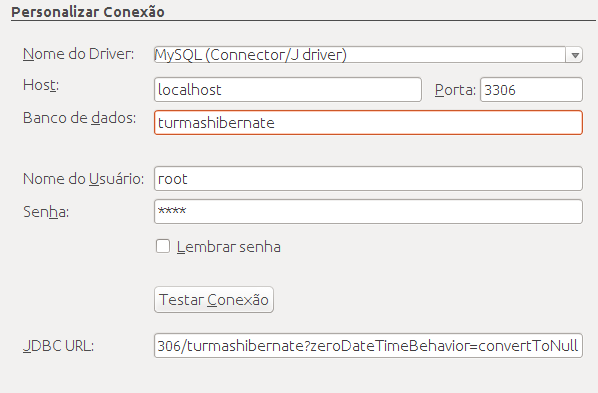 Personalizar Conexão
Nome do Driver: MySQL (Connector/J driver)
Host: localhost Porta: 3306
Banco de dados: turmashibernate
Nome do Usuário: root
Senha: ****
Lembrar senha
Testar Conexão
JDBC URL: 306/turmashibernate?zeroDateTimeBehavior=convertToNull